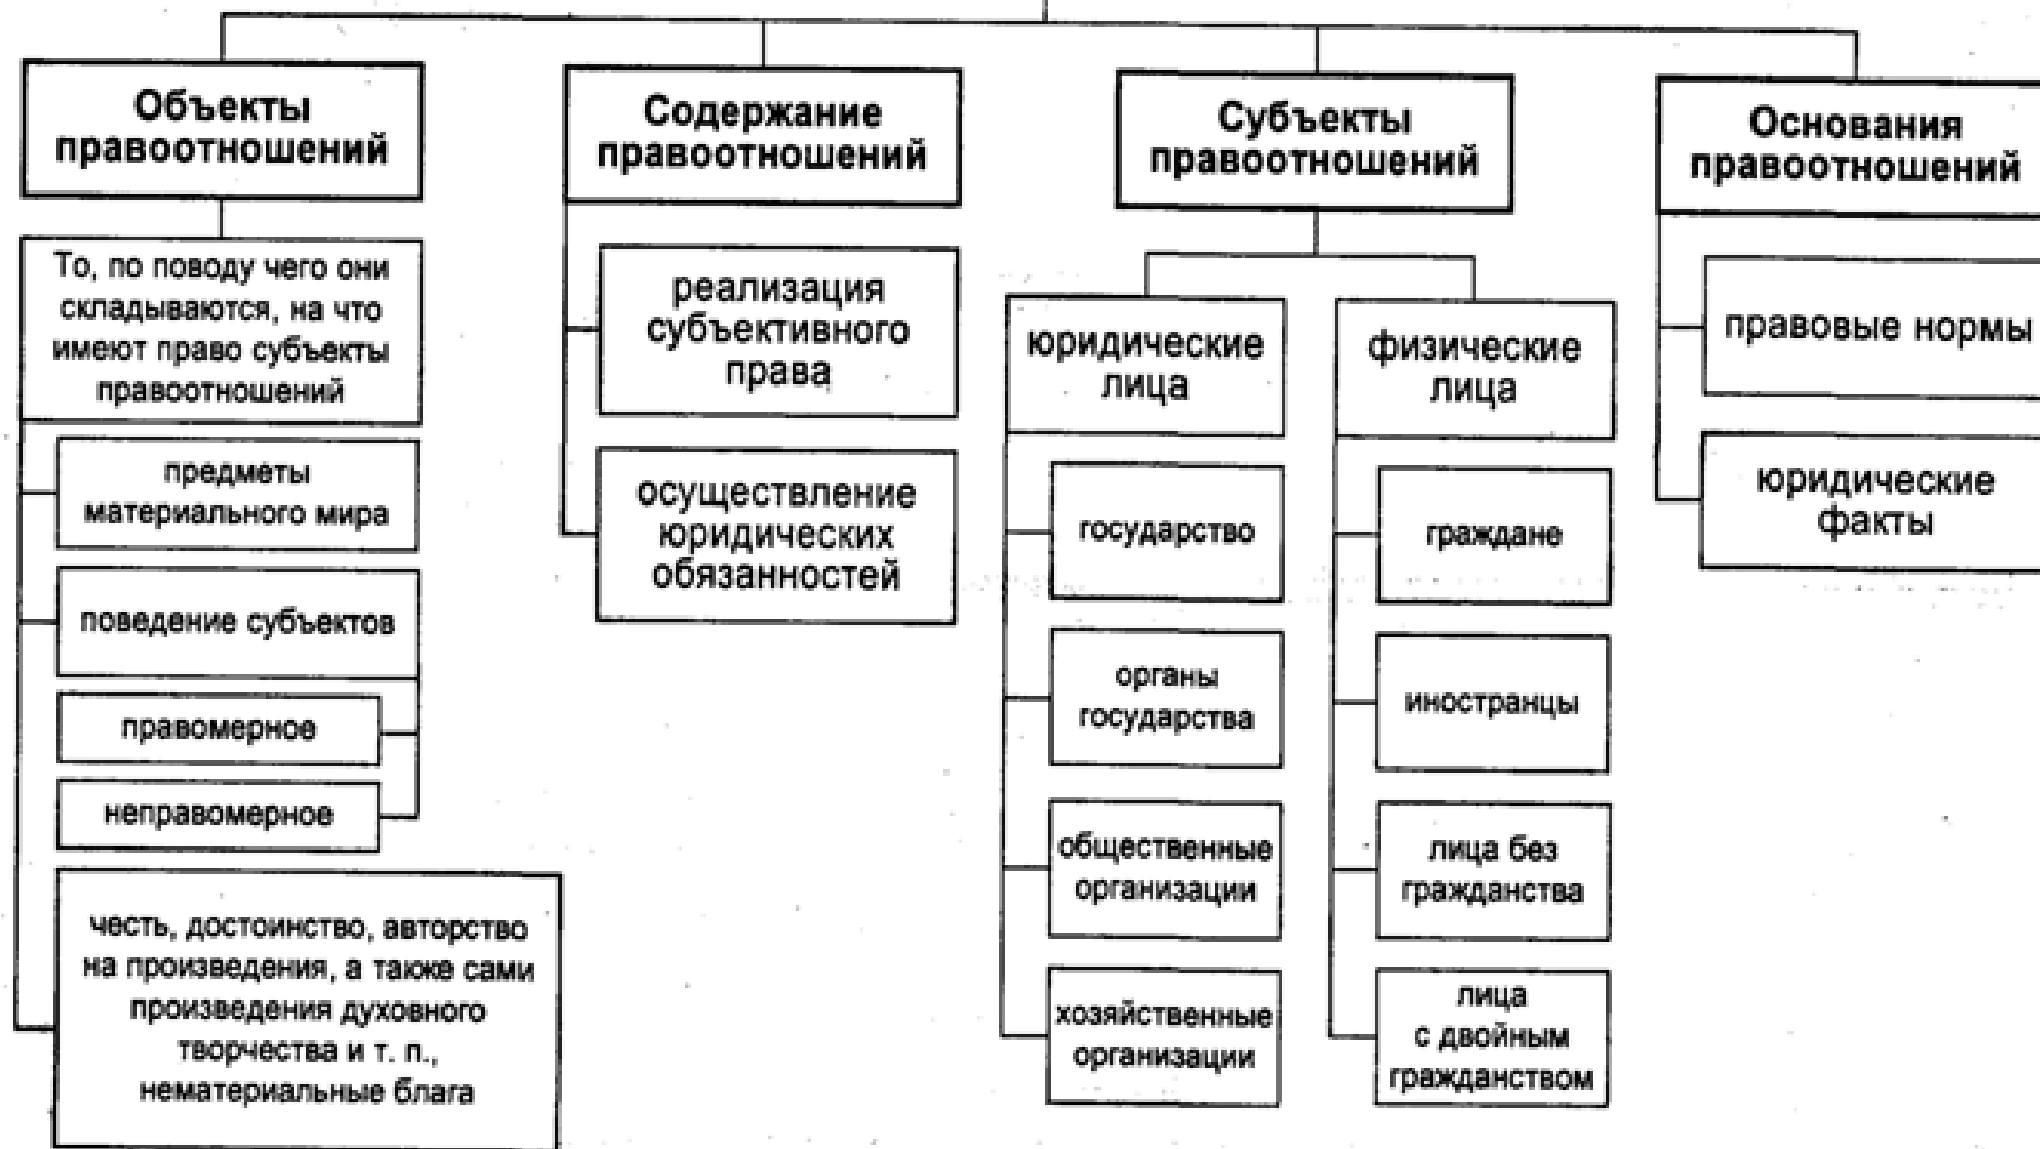 Объекты
правоотношений
То, по поводу чего они
складываются, на что
имеют право субъекты
правоотношений
предметы
материального мира
поведение субъектов
правомерное
неправомерное
честь, достоинство, авторство
на произведения, а также сами
произведения духовного
творчества и т. п.,
нематериальные блага
Содержание
правоотношений
реализация
субъективного
права
осуществление
юридических
обязанностей
Субъекты
правоотношений
юридические
лица
государство
органы
государства
общественные
организации
хозяйственные
организации
физические
лица
граждане
иностранцы
лица без
гражданства
лица
с двойным
гражданством
Основания
правоотношений
правовые нормы
юридические
факты